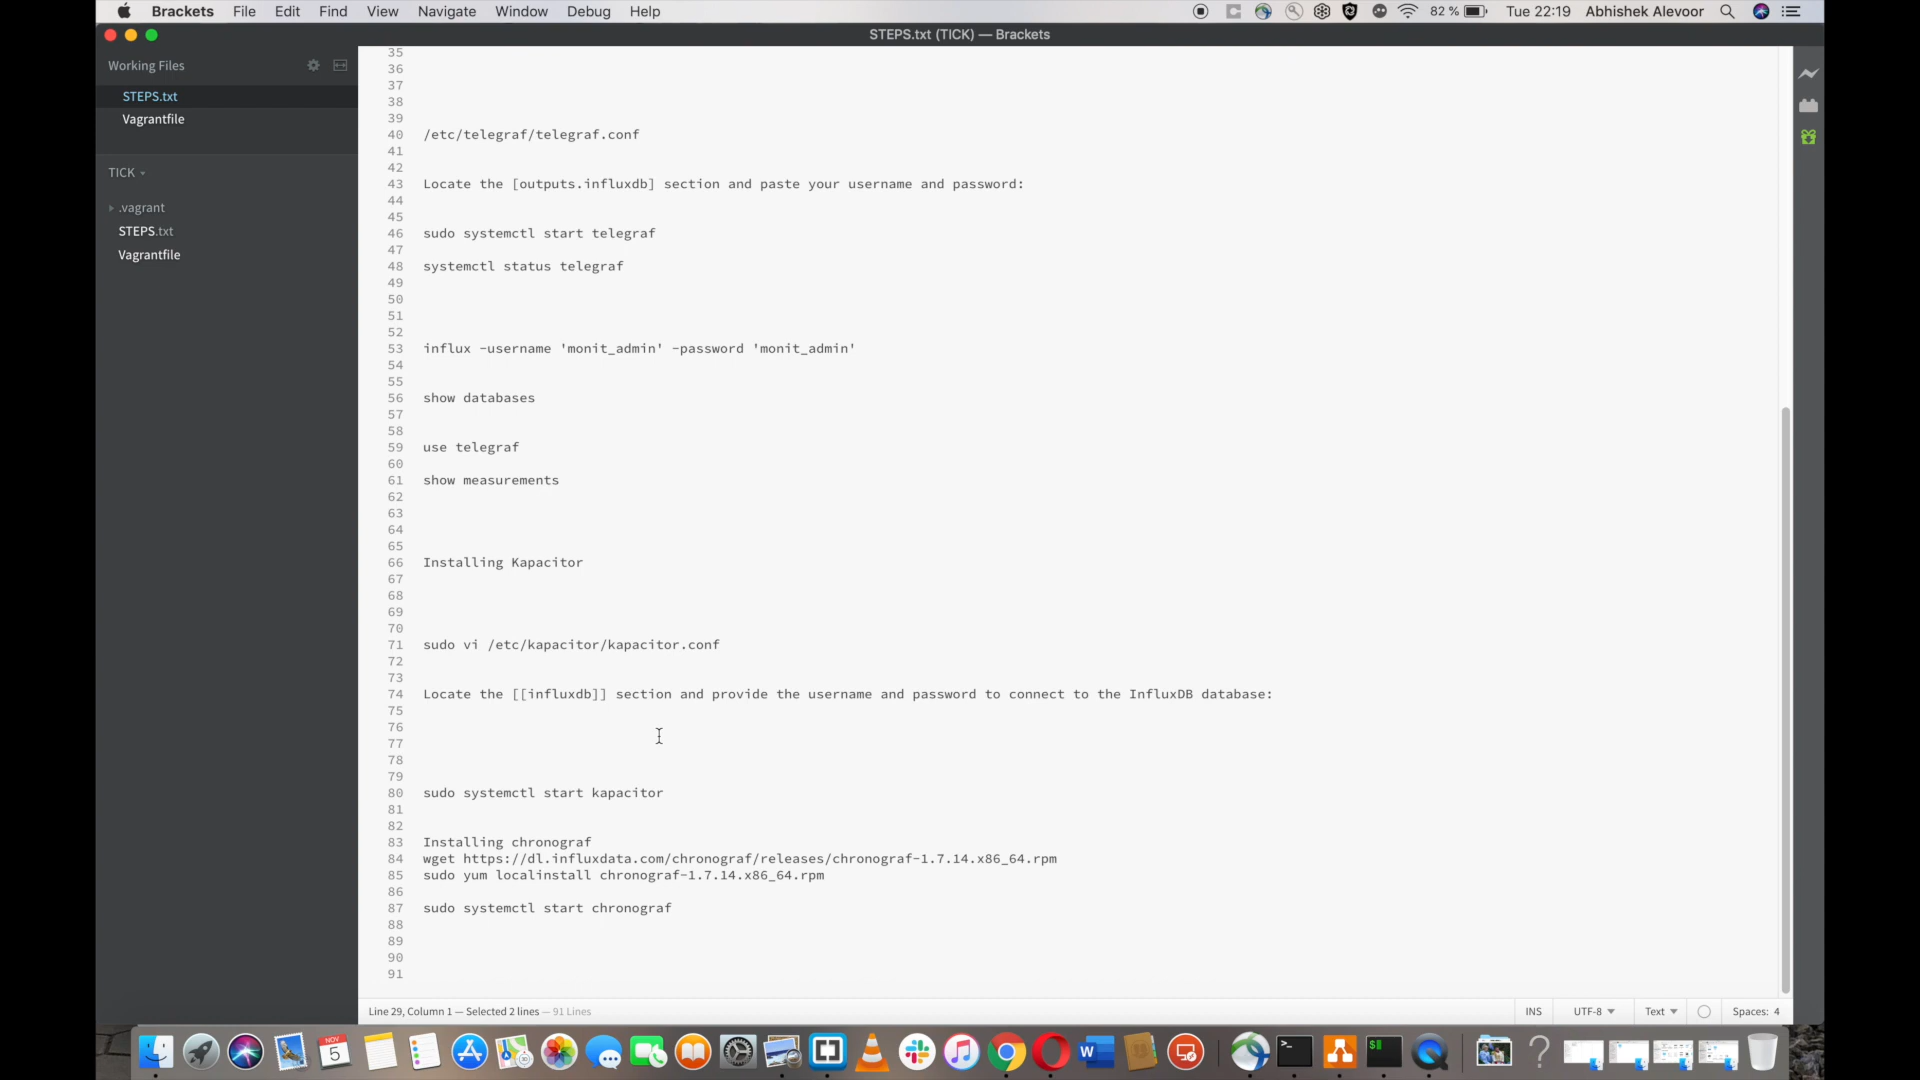 Brackets File Edit Find View Navigate Window Debug Help 82 % Tue 22:19 Abhishek Alevoor
STEPS.txt (TICK) — Brackets
Working Files
STEPS.txt
Vagrantfile
TICK
.vagrant
STEPS.txt
Vagrantfile
35
36
37
38
39
40 /etc/telegraf/telegraf.conf
41
42
43 Locate the [outputs.influxdb] section and paste your username and password:
44
45
46 sudo systemctl start telegraf
47
48 systemctl status telegraf
49
50
51
52
53 influx -username 'monit_admin' -password 'monit_admin'
54
55
56 show databases
57
58
59 use telegraf
60
61 show measurements
62
63
64
65
66 Installing Kapacitor
67
68
69
70
71 sudo vi /etc/kapacitor/kapacitor.conf
72
73
74 Locate the [[influxdb]] section and provide the username and password to connect to the InfluxDB database:
75
76
77
78
79
80 sudo systemctl start kapacitor
81
82
83 Installing chronograf
84 wget https://dl.influxdata.com/chronograf/releases/chronograf-1.7.14.x86_64.rpm
85 sudo yum localinstall chronograf-1.7.14.x86_64.rpm
86
87 sudo systemctl start chronograf
88
89
90
91
Line 29, Column 1 — Selected 2 lines — 91 Lines INS UTF-8 Text Spaces: 4
NOV
5